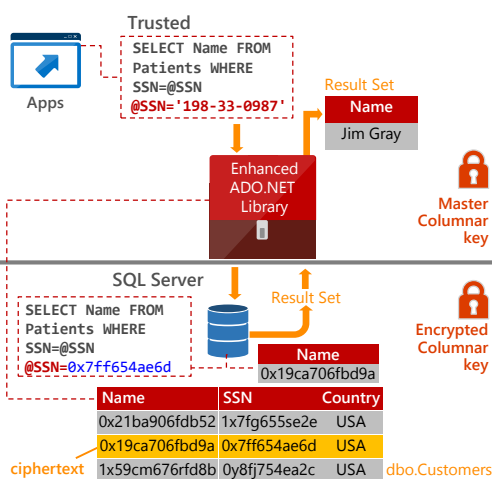 Trusted
SELECT Name FROM
Patients WHERE
SSN=@SSN
@SSN='198-33-0987'
Apps
Result Set
Name
Jim Gray
Enhanced
ADO.NET
Library
Master
Columnar
key
SQL Server
SELECT Name FROM
Patients WHERE
SSN=@SSN
@SSN=0x7ff654ae6d
Result Set
Encrypted
Columnar
key
Name
0x19ca706fbd9a
Name SSN Country
0x21ba906fdb52 1x7fg655se2e USA
0x19ca706fbd9a 0x7ff654ae6d USA
1x59cm676rfd8b 0y8fj754ea2c USA
ciphertext
dbo.Customers